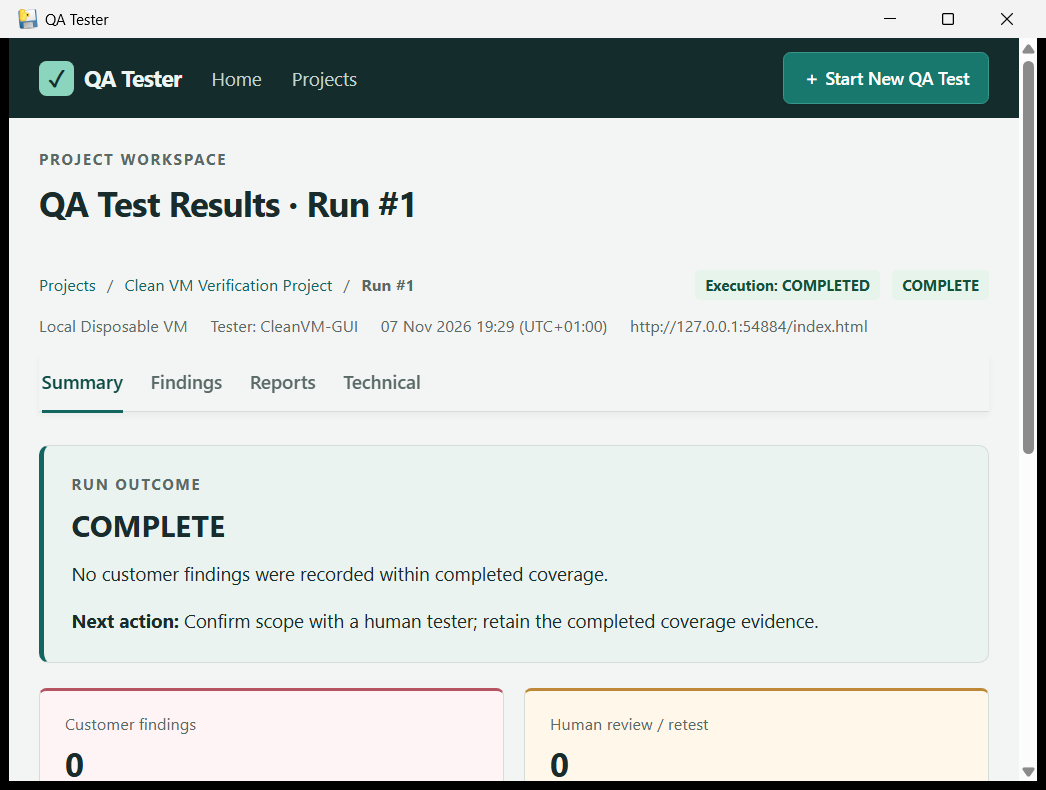 QA Tester
QA Tester Home Projects + Start New QA Test
PROJECT WORKSPACE
QA Test Results · Run #1
Projects / Clean VM Verification Project / Run #1 Execution: COMPLETED COMPLETE
Local Disposable VM Tester: CleanVM-GUI 07 Nov 2026 19:29 (UTC+01:00) http://127.0.0.1:54884/index.html
Summary Findings Reports Technical
RUN OUTCOME
COMPLETE
No customer findings were recorded within completed coverage.
Next action: Confirm scope with a human tester; retain the completed coverage evidence.
Customer findings Human review / retest
0 0